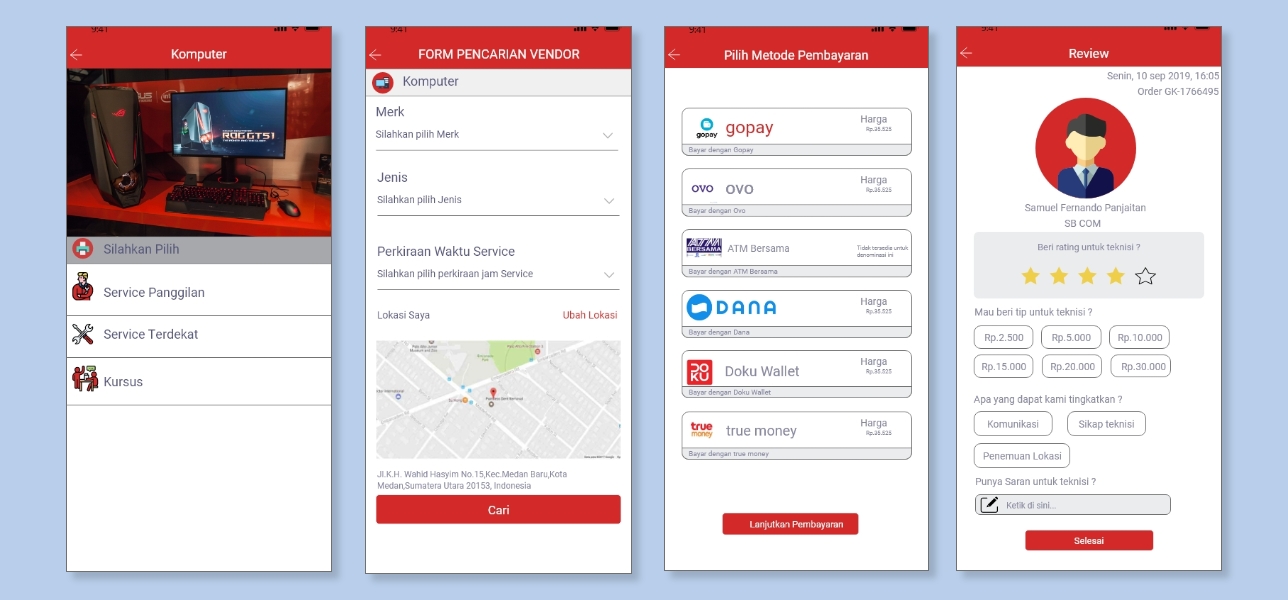 9:41
Komputer
ROG GT51
Silahkan Pilih
Service Panggilan
Service Terdekat
Kursus
9:41
FORM PENCARIAN VENDOR
Komputer
Merk
Silahkan pilih Merk
Jenis
Silahkan pilih Jenis
Perkiraan Waktu Service
Silahkan pilih perkiraan jam Service
Lokasi Saya
Ubah Lokasi
Jl.K.H. Wahid Hasyim No.15,Kec.Medan Baru,Kota
Medan,Sumatera Utara 20153, Indonesia
Cari
9:41
Pilih Metode Pembayaran
gopay
gopay
Harga
Rp.35.525
Bayar dengan Gopay
OVO
OVO
Harga
Rp.35.525
Bayar dengan Ovo
BERSAMA
ATM Bersama
Tidak tersedia untuk
denominasi ini
Bayar dengan ATM Bersama
DANA
Harga
Rp.35.525
Bayar dengan Dana
DOKU
Doku Wallet
Harga
Rp.35.525
Bayar dengan Doku Wallet
true
money
true money
Harga
Rp.35.525
Bayar dengan true money
Lanjutkan Pembayaran
9:41
Review
Senin, 10 sep 2019, 16:05
Order GK-1766495
Samuel Fernando Panjaitan
SB COM
Beri rating untuk teknisi ?
Mau beri tip untuk teknisi ?
Rp.2.500
Rp.5.000
Rp.10.000
Rp.15.000
Rp.20.000
Rp.30.000
Apa yang dapat kami tingkatkan ?
Komunikasi
Sikap teknisi
Penemuan Lokasi
Punya Saran untuk teknisi ?
Ketik di sini...
Selesai